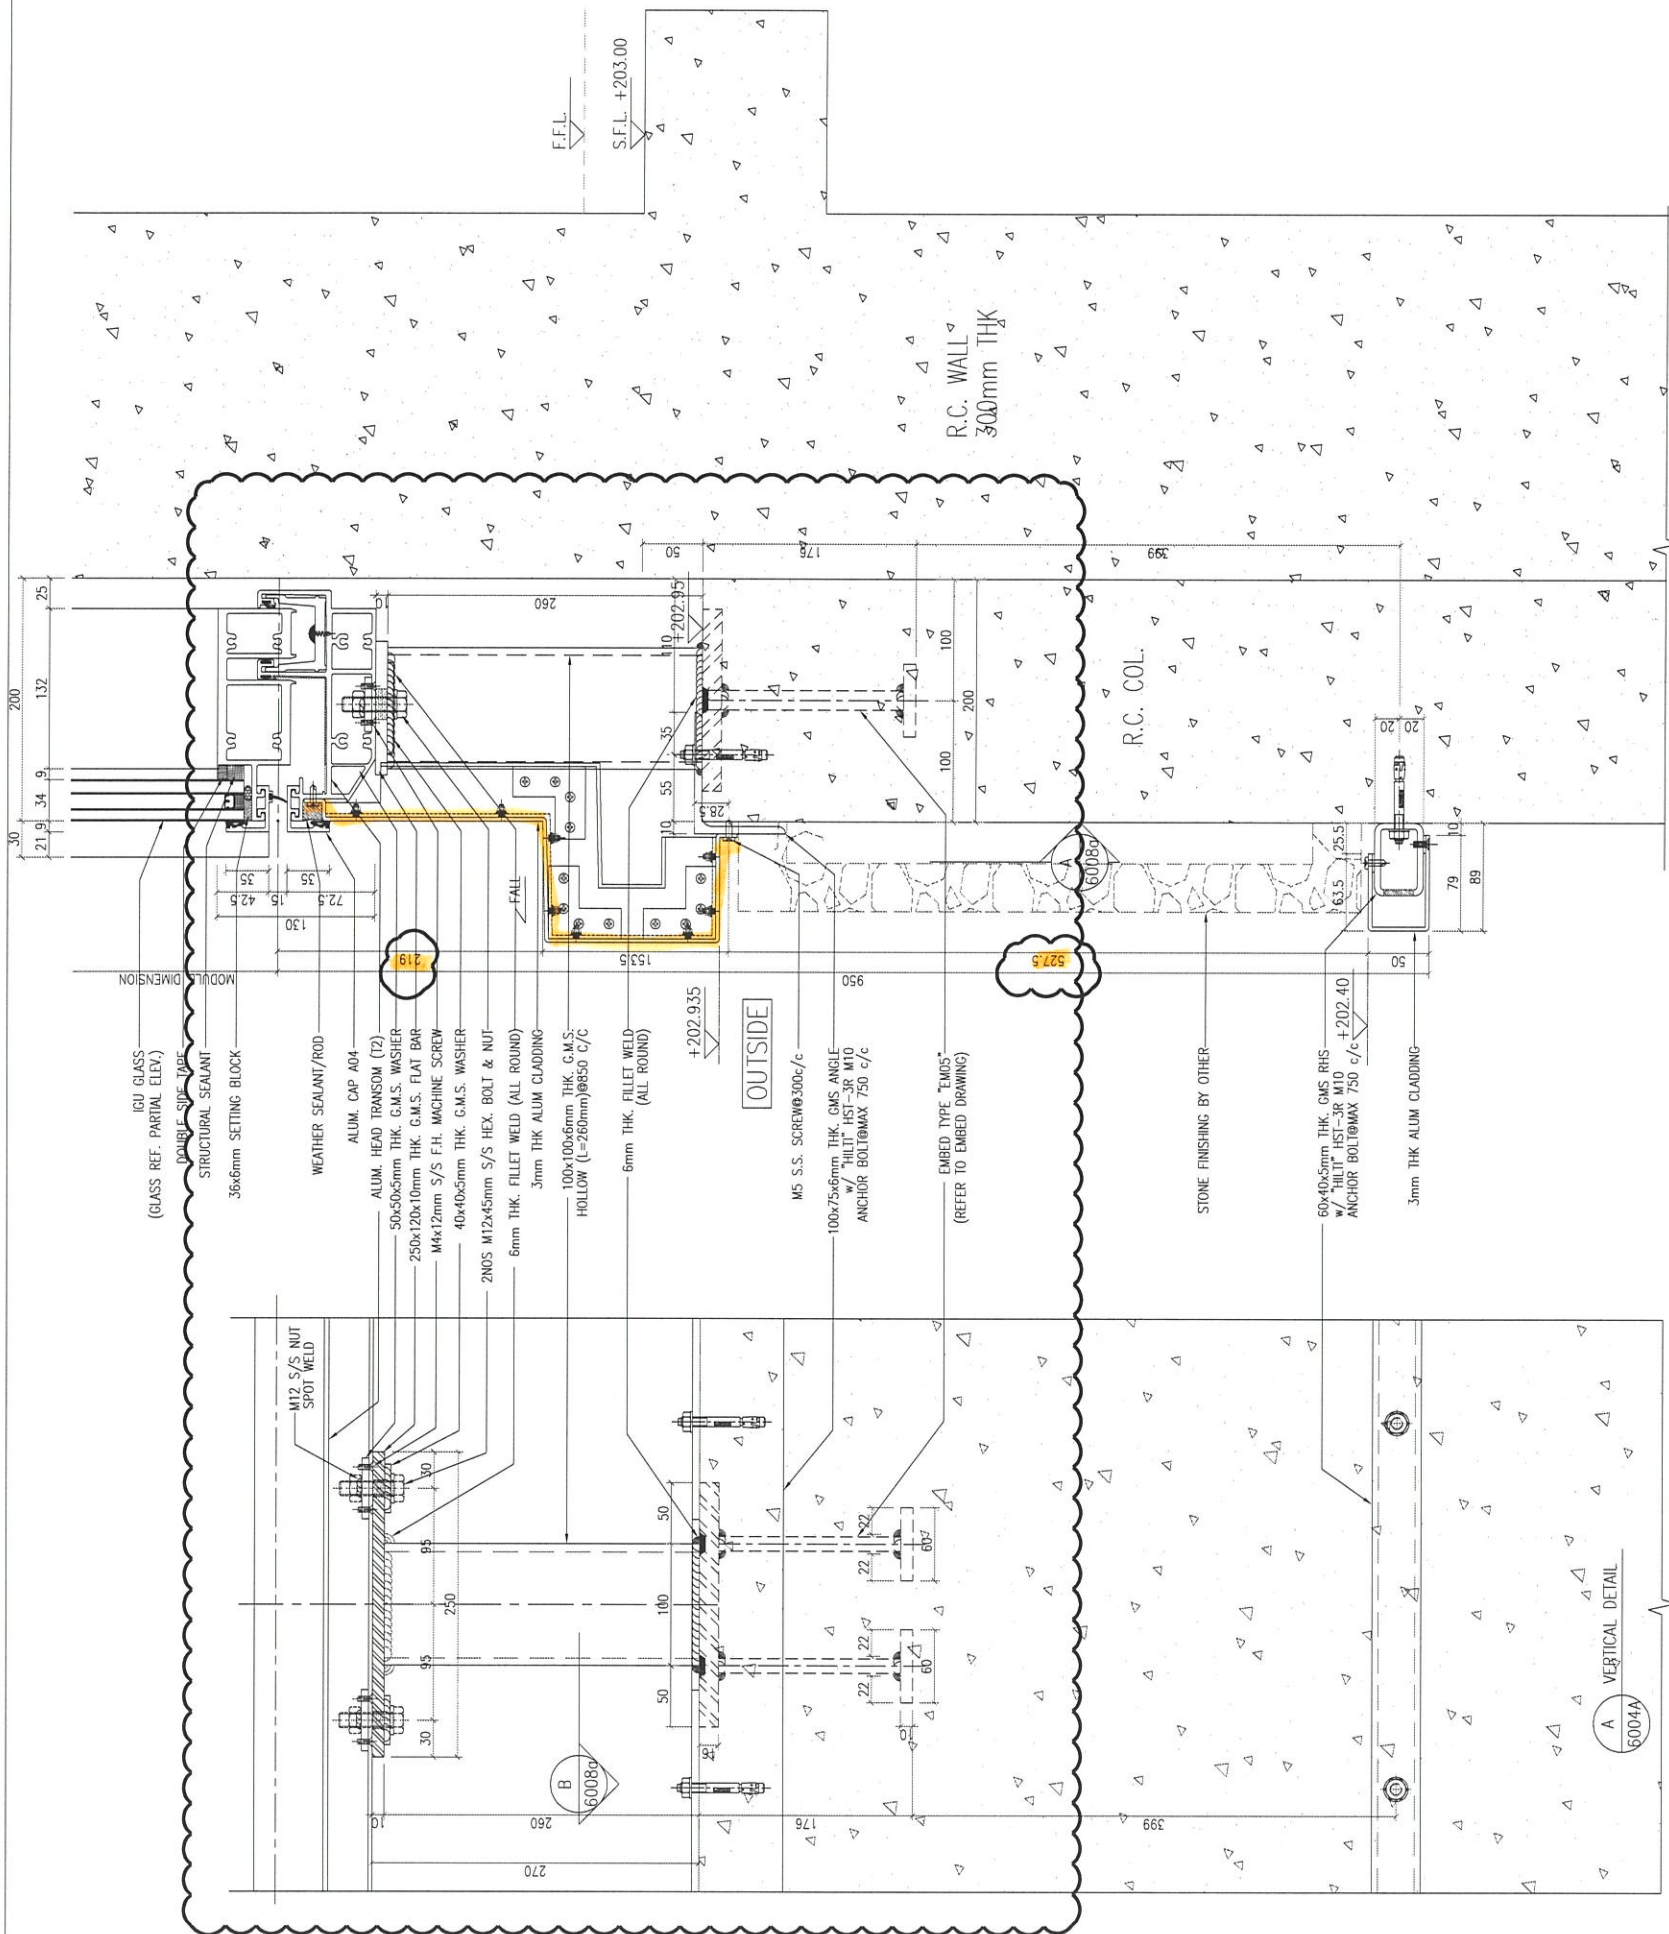 F.F.L.
S.F.L. +203.00
R.C. WALL
300mm THK
R.C. COL.
200
25
132
9
34
30
21.9
50
176
399
260
+202.95
10
35
55
10
28.5
100
200
100
20
20
25.5
10
63.5
79
89
35
35
42.5
15
72.5
130
FALL
219
153.5
527.5
950
50
MODULE DIMENSION
A
6008a
+202.935
+202.40
OUTSIDE
IGU GLASS
(GLASS REF. PARTIAL ELEV.)
DOUBLE SIDE TAPE
STRUCTURAL SEALANT
36x6mm SETING BLOCK
WEATHER SEALANT/ROD
ALUM. CAP A04
ALUM. HEAD TRANSOM (T2)
50x50x5mm THK. G.M.S. WASHER
250x120x10mm THK. G.M.S. FLAT BAR
M4x12mm S/S F.H. MACHINE SCREW
40x40x5mm THK. G.M.S. WASHER
2NOS M12x45mm S/S HEX. BOLT & NUT
6mm THK. FILLET WELD (ALL ROUND)
3mm THK ALUM CLADDING
100x100x6mm THK. G.M.S.
HOLLOW (L=260mm)@850 C/C
6mm THK. FILLET WELD
(ALL ROUND)
M5 S.S. SCREW@300c/c
100x75x6mm THK. GMS ANGLE
w/ "HILTI" HST-3R M10
ANCHOR BOLT@MAX 750 c/c
EMBED TYPE "EM05"
(REFER TO EMBED DRAWING)
STONE FINISHING BY OTHER
60x40x5mm THK. GMS RHS
w/ "HILTI" HST-3R M10
ANCHOR BOLT@MAX 750 c/c
3mm THK ALUM CLADDING
M12 S/S NUT
SPOT WELD
30
95
250
95
30
50
100
50
22
22
60
22
22
60
10
B
6008a
10
260
270
176
399
A
6004A
VERTICAL DETAIL